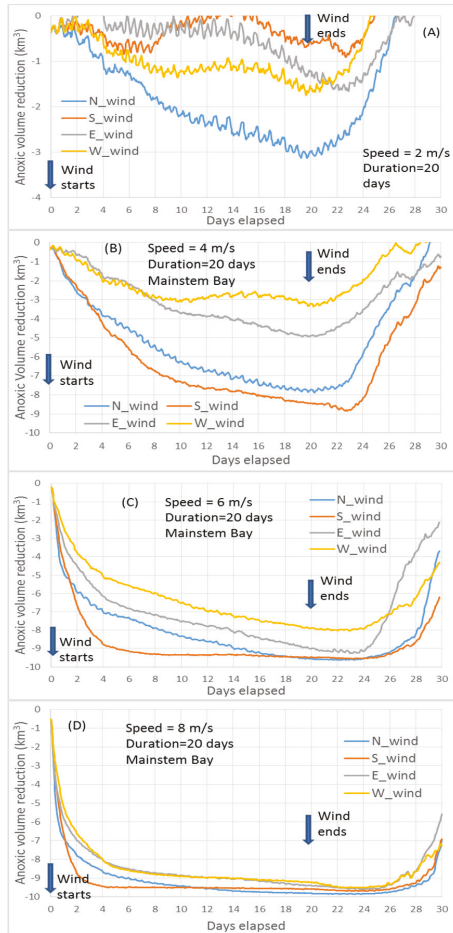 Anoxic volume reduction (km³)
0
-1
-2
-3
-4
(A)
Wind
ends
N_wind
S_wind
E_wind
W_wind
Wind
starts
Speed = 2 m/s
Duration=20
days
0 2 4 6 8 10 12 14 16 18 20 22 24 26 28 30
Days elapsed
Anoxic Volume reduction (km³)
0
-1
-2
-3
-4
-5
-6
-7
-8
-9
-10
(B)
Speed = 4 m/s
Duration=20 days
Mainstem Bay
Wind
ends
Wind
starts
N_wind S_wind
E_wind W_wind
0 2 4 6 8 10 12 14 16 18 20 22 24 26 28 30
Days elapsed
Anoxic volume reduction (km³)
0
-1
-2
-3
-4
-5
-6
-7
-8
-9
-10
(C)
Speed = 6 m/s
Duration=20 days
Mainstem Bay
N_wind
S_wind
E_wind
W_wind
Wind
ends
Wind
starts
0 2 4 6 8 10 12 14 16 18 20 22 24 26 28 30
Days elapsed
Anoxic volume reduction (km³)
0
-1
-2
-3
-4
-5
-6
-7
-8
-9
-10
(D)
Speed = 8 m/s
Duration=20 days
Mainstem Bay
N_wind
S_wind
E_wind
W_wind
Wind
ends
Wind
starts
0 2 4 6 8 10 12 14 16 18 20 22 24 26 28 30
Days elapsed